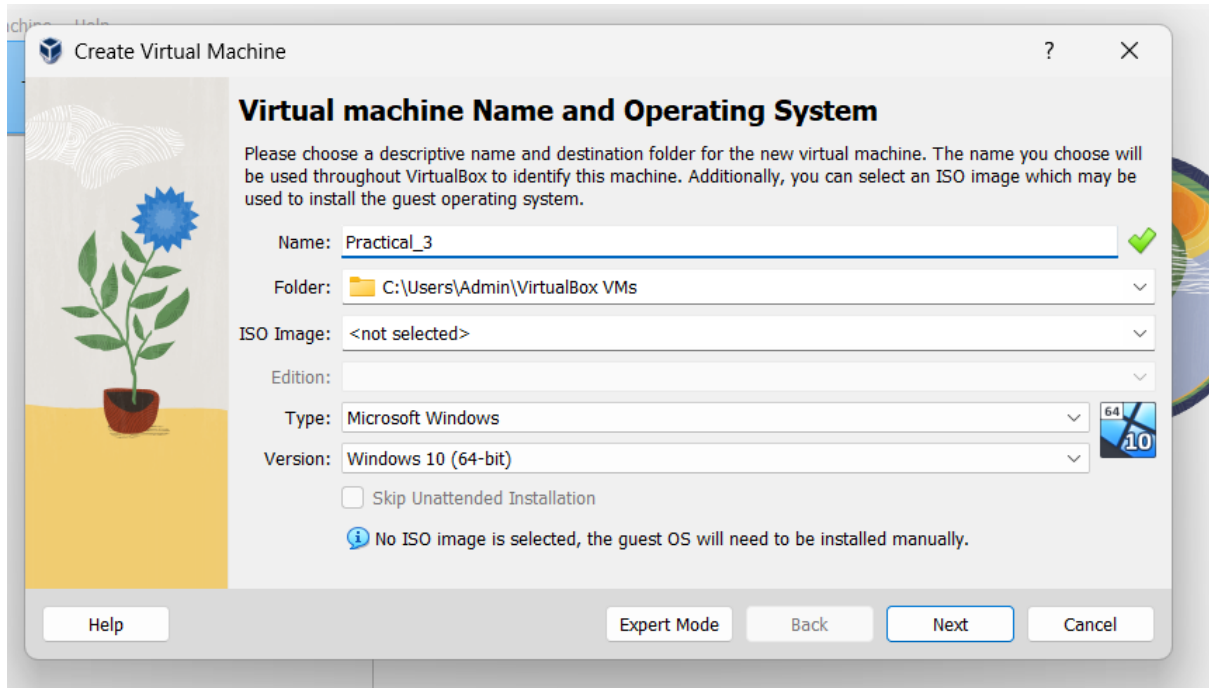 Machine Help
Create Virtual Machine ?
Virtual machine Name and Operating System
Please choose a descriptive name and destination folder for the new virtual machine. The name you choose will
be used throughout VirtualBox to identify this machine. Additionally, you can select an ISO image which may be
used to install the guest operating system.
Name: Practical_3
Folder: C:\Users\Admin\VirtualBox VMs
ISO Image: <not selected>
Edition:
Type: Microsoft Windows
64
10
Version: Windows 10 (64-bit)
Skip Unattended Installation
No ISO image is selected, the guest OS will need to be installed manually.
Help Expert Mode Back Next Cancel